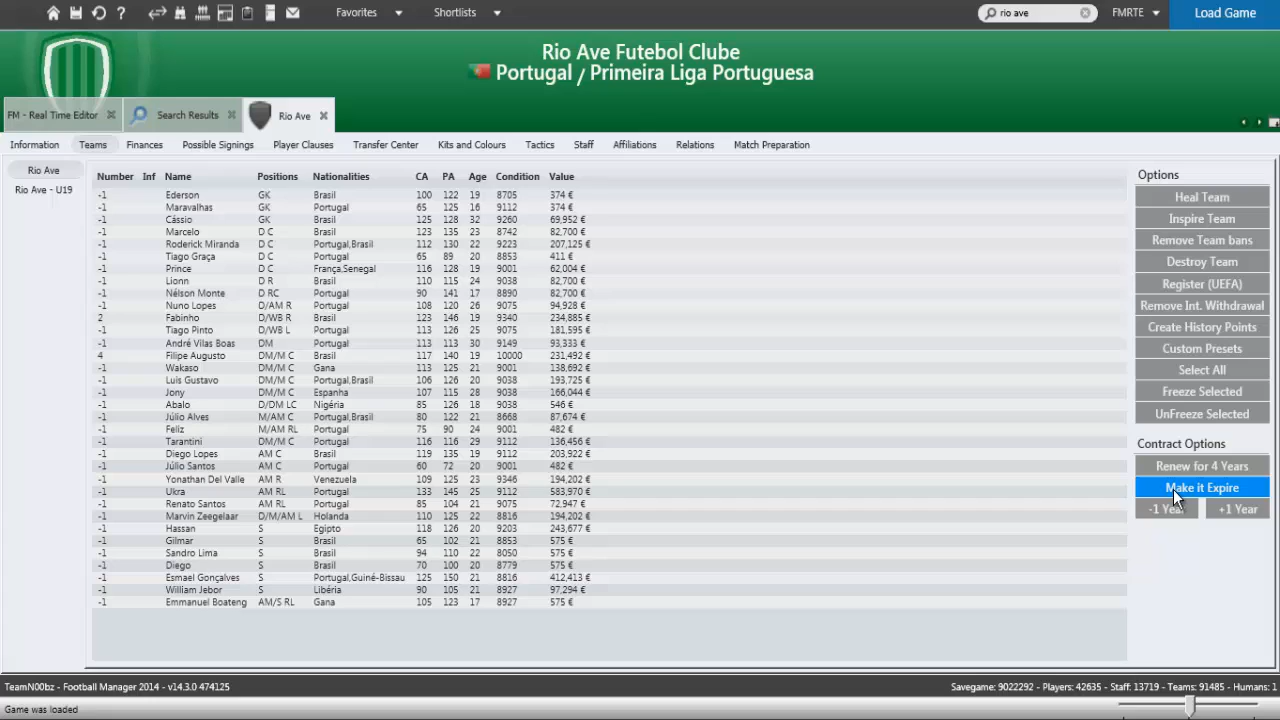 Favorites Shortlists rio ave FMRTE Load Game
Rio Ave Futebol Clube
Portugal / Primeira Liga Portuguesa
FM - Real Time Editor Search Results Rio Ave
Information Teams Finances Possible Signings Player Clauses Transfer Center Kits and Colours Tactics Staff Affiliations Relations Match Preparation
Rio Ave
Rio Ave - U19
Number Inf Name Positions Nationalities CA PA Age Condition Value
-1 Ederson GK Brasil 100 122 19 8705 374 €
-1 Maravalhas GK Portugal 65 125 16 9112 374 €
-1 Cássio GK Brasil 125 128 32 9260 69,952 €
-1 Marcelo D C Brasil 123 135 23 8742 82,700 €
-1 Roderick Miranda D C Portugal,Brasil 112 130 22 9223 207,125 €
-1 Tiago Graça D C Portugal 65 89 20 8853 411 €
-1 Prince D C França,Senegal 116 128 19 9001 62,004 €
-1 Lionn D R Brasil 110 115 24 9038 82,700 €
-1 Nélson Monte D RC Portugal 90 141 17 8890 82,700 €
-1 Nuno Lopes D/AM R Portugal 108 120 26 9075 94,928 €
2 Fabinho D/WB R Brasil 123 146 19 9340 234,885 €
-1 Tiago Pinto D/WB L Portugal 113 126 25 9075 181,595 €
-1 André Vilas Boas DM Portugal 113 113 30 9149 93,333 €
4 Filipe Augusto DM/M C Brasil 117 140 19 10000 231,492 €
-1 Wakaso DM/M C Gana 113 125 21 9001 138,692 €
-1 Luís Gustavo DM/M C Portugal,Brasil 106 126 20 9038 193,725 €
-1 Jony DM/M C Espanha 107 115 28 9038 166,044 €
-1 Abalo D/DM LC Nigéria 85 126 18 9038 546 €
-1 Júlio Alves M/AM C Portugal,Brasil 80 122 21 8668 87,674 €
-1 Feliz M/AM RL Portugal 75 90 24 9001 482 €
-1 Tarantini DM/M C Portugal 116 116 29 9112 136,456 €
-1 Diego Lopes AM C Brasil 119 135 19 9112 203,922 €
-1 Júlio Santos AM C Portugal 60 72 20 9001 482 €
-1 Yonathan Del Valle AM R Venezuela 109 125 23 9346 194,202 €
-1 Ukra AM RL Portugal 133 145 25 9112 583,970 €
-1 Renato Santos AM RL Portugal 85 104 21 9075 72,947 €
-1 Marvin Zeegelaar D/M/AM L Holanda 110 125 22 8816 194,202 €
-1 Hassan S Egipto 118 126 20 9203 243,677 €
-1 Gilmar S Brasil 65 102 21 8853 575 €
-1 Sandro Lima S Brasil 94 110 22 8050 575 €
-1 Diego S Brasil 70 100 20 8779 575 €
-1 Esmael Gonçalves S Portugal,Guiné-Bissau 125 150 21 8816 412,413 €
-1 William Jebor S Libéria 90 105 21 8927 97,294 €
-1 Emmanuel Boateng AM/S RL Gana 105 123 17 8927 575 €
Options
Heal Team
Inspire Team
Remove Team bans
Destroy Team
Register (UEFA)
Remove Int. Withdrawal
Create History Points
Custom Presets
Select All
Freeze Selected
UnFreeze Selected
Contract Options
Renew for 4 Years
Make it Expire
-1 Year +1 Year
TeamN00bz - Football Manager 2014 - v14.3.0 474125 Savegame: 9022292 - Players: 42635 - Staff: 13719 - Teams: 91485 - Humans: 1
Game was loaded